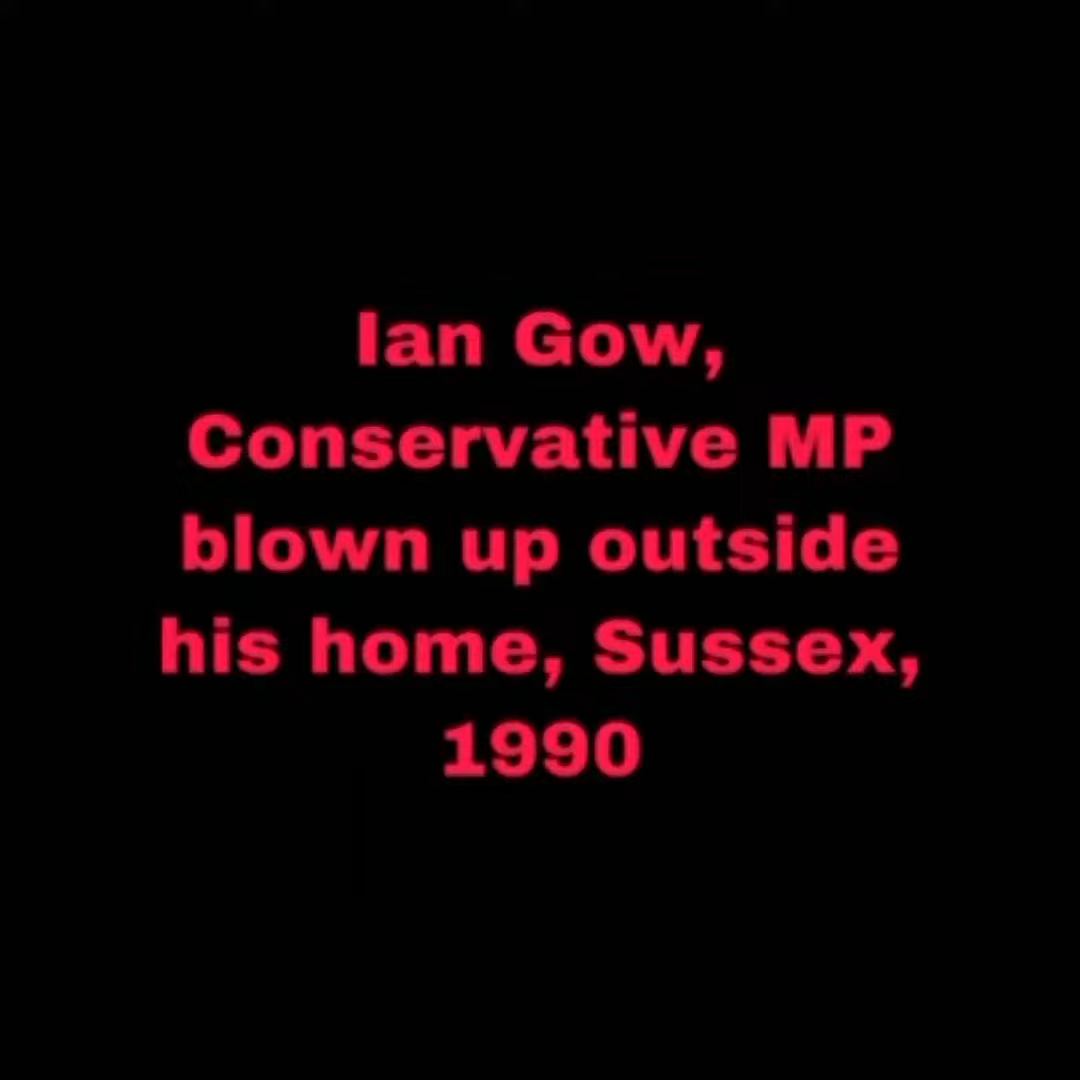 Ian Gow,
Conservative MP
blown up outside
his home, Sussex,
1990